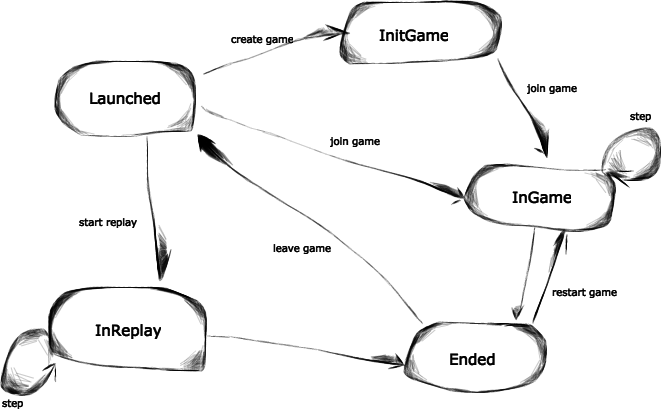 InitGame
create game
Launched
join game
step
join game
InGame
start replay
leave game
restart game
InReplay
Ended
step